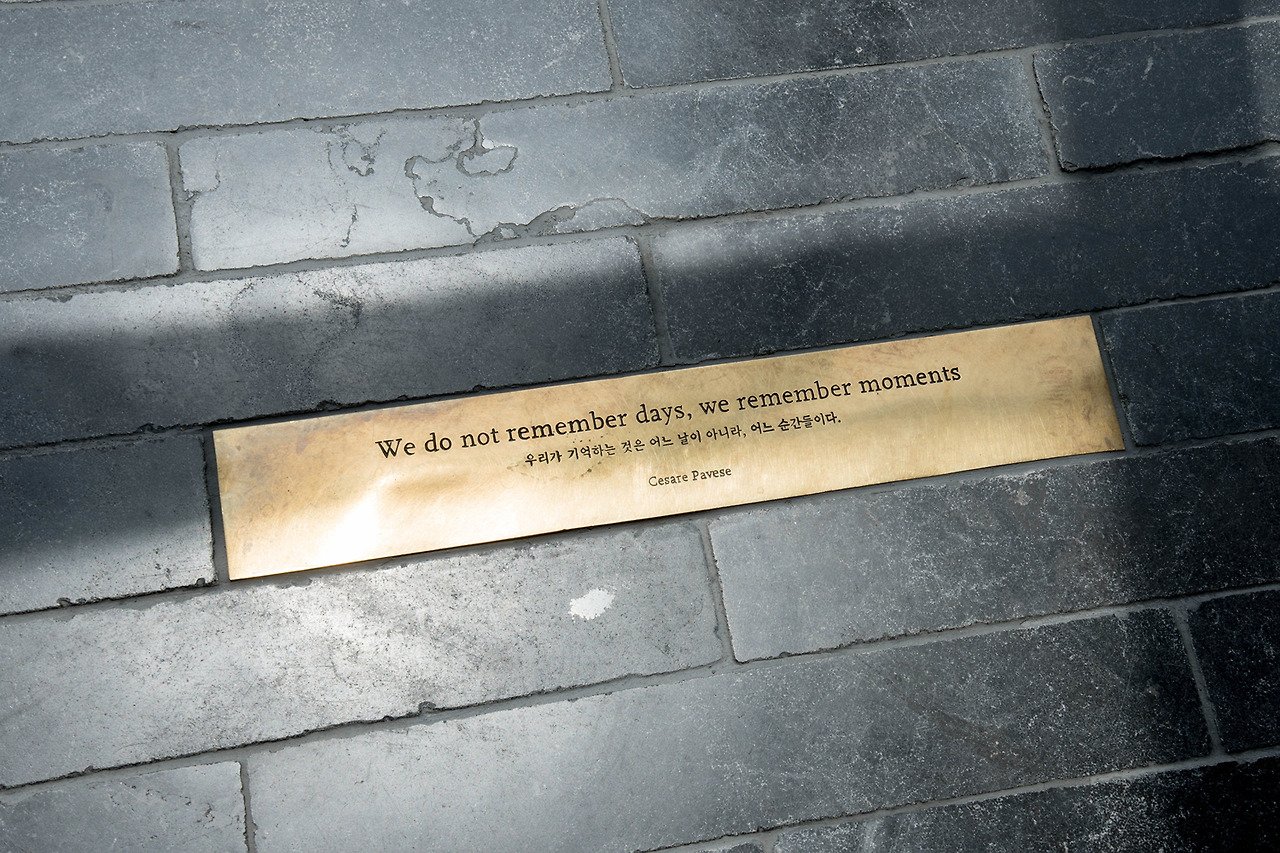 We do not remember days, we remember moments
우리가 기억하는 것은 어느 날이 아니라, 어느 순간들이다.
Cesare Pavese